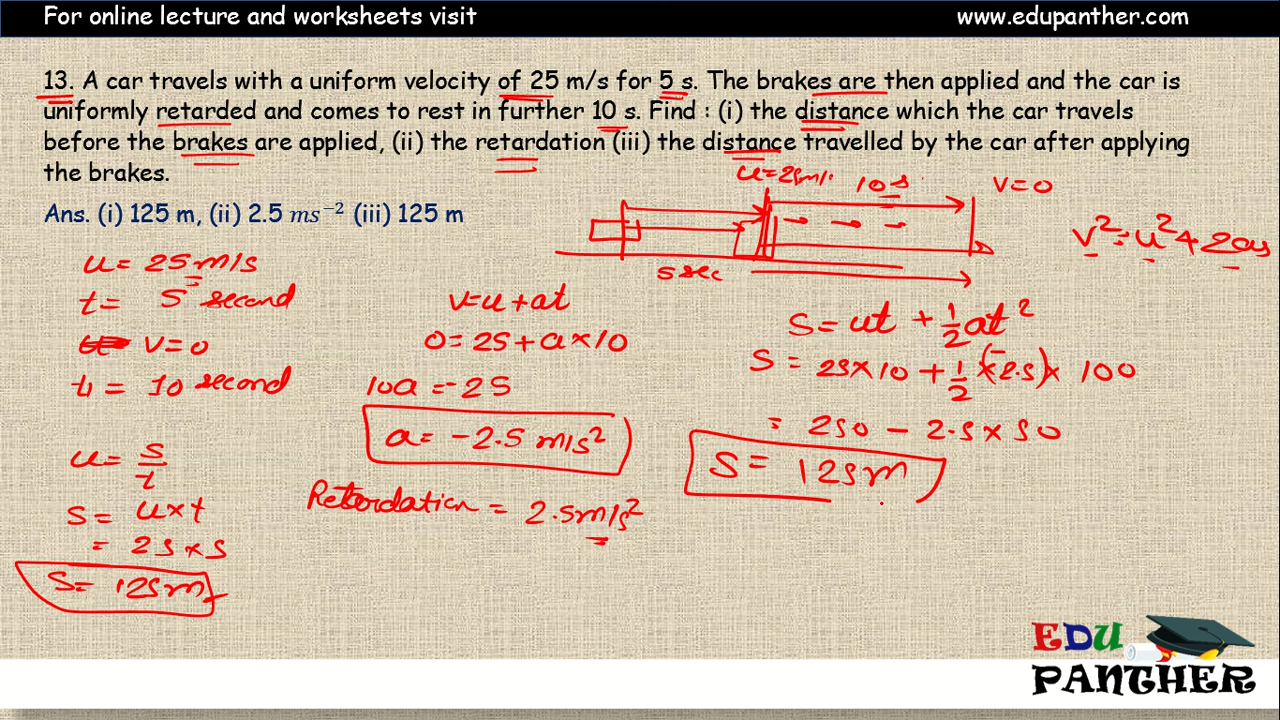 For online lecture and worksheets visit www.edupanther.com
13. A car travels with a uniform velocity of 25 m/s for 5 s. The brakes are then applied and the car is
uniformly retarded and comes to rest in further 10 s. Find : (i) the distance which the car travels
before the brakes are applied, (ii) the retardation (iii) the distance travelled by the car after applying
the brakes.
Ans. (i) 125 m, (ii) 2.5 ms⁻² (iii) 125 m
u=25m/s 10 s v=0
5 sec
v²=u²+2as
u= 25m/s
t= 5 second
v=0
t= 10 second
u= s/t
s= u×t
= 25×5
s= 125m
v=u+at
0=25+a×10
10a=-25
a= -2.5 m/s²
Retardation = 2.5m/s²
s= ut + 1/2 at²
s= 25×10 + 1/2 × (-2.5) × 100
= 250 - 2.5×50
s= 125m
EDU
PANTHER